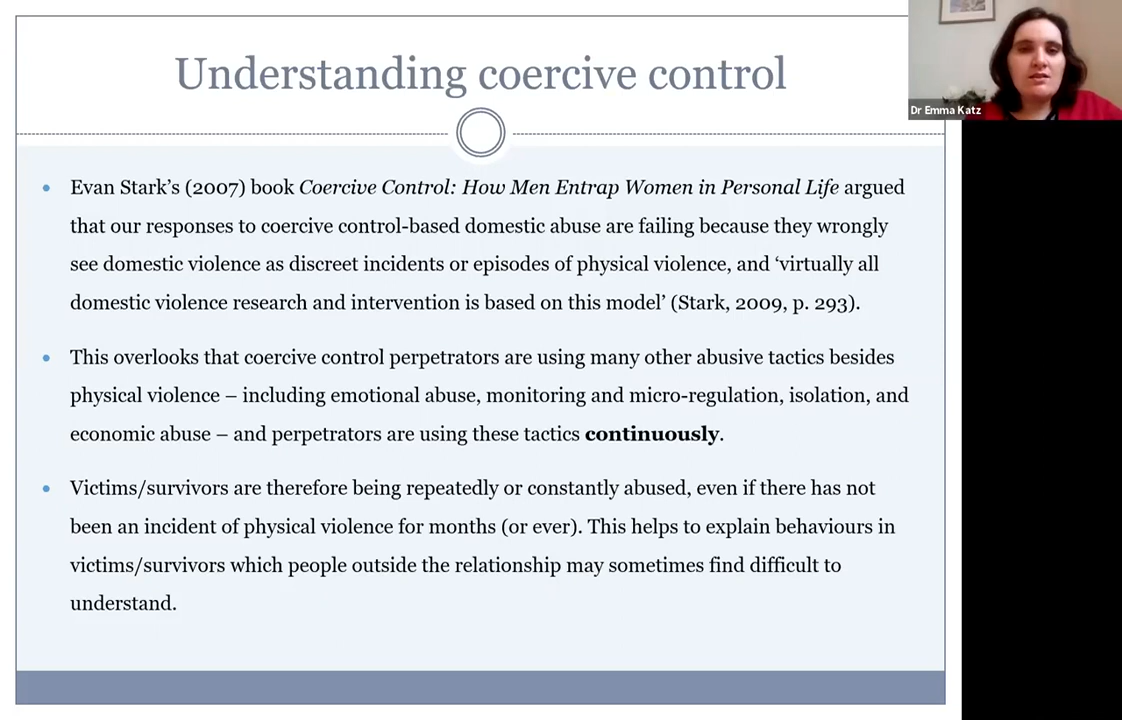 Understanding coercive control
Dr Emma Katz
• Evan Stark's (2007) book Coercive Control: How Men Entrap Women in Personal Life argued
that our responses to coercive control-based domestic abuse are failing because they wrongly
see domestic violence as discreet incidents or episodes of physical violence, and ‘virtually all
domestic violence research and intervention is based on this model’ (Stark, 2009, p. 293).
• This overlooks that coercive control perpetrators are using many other abusive tactics besides
physical violence – including emotional abuse, monitoring and micro-regulation, isolation, and
economic abuse – and perpetrators are using these tactics continuously.
• Victims/survivors are therefore being repeatedly or constantly abused, even if there has not
been an incident of physical violence for months (or ever). This helps to explain behaviours in
victims/survivors which people outside the relationship may sometimes find difficult to
understand.